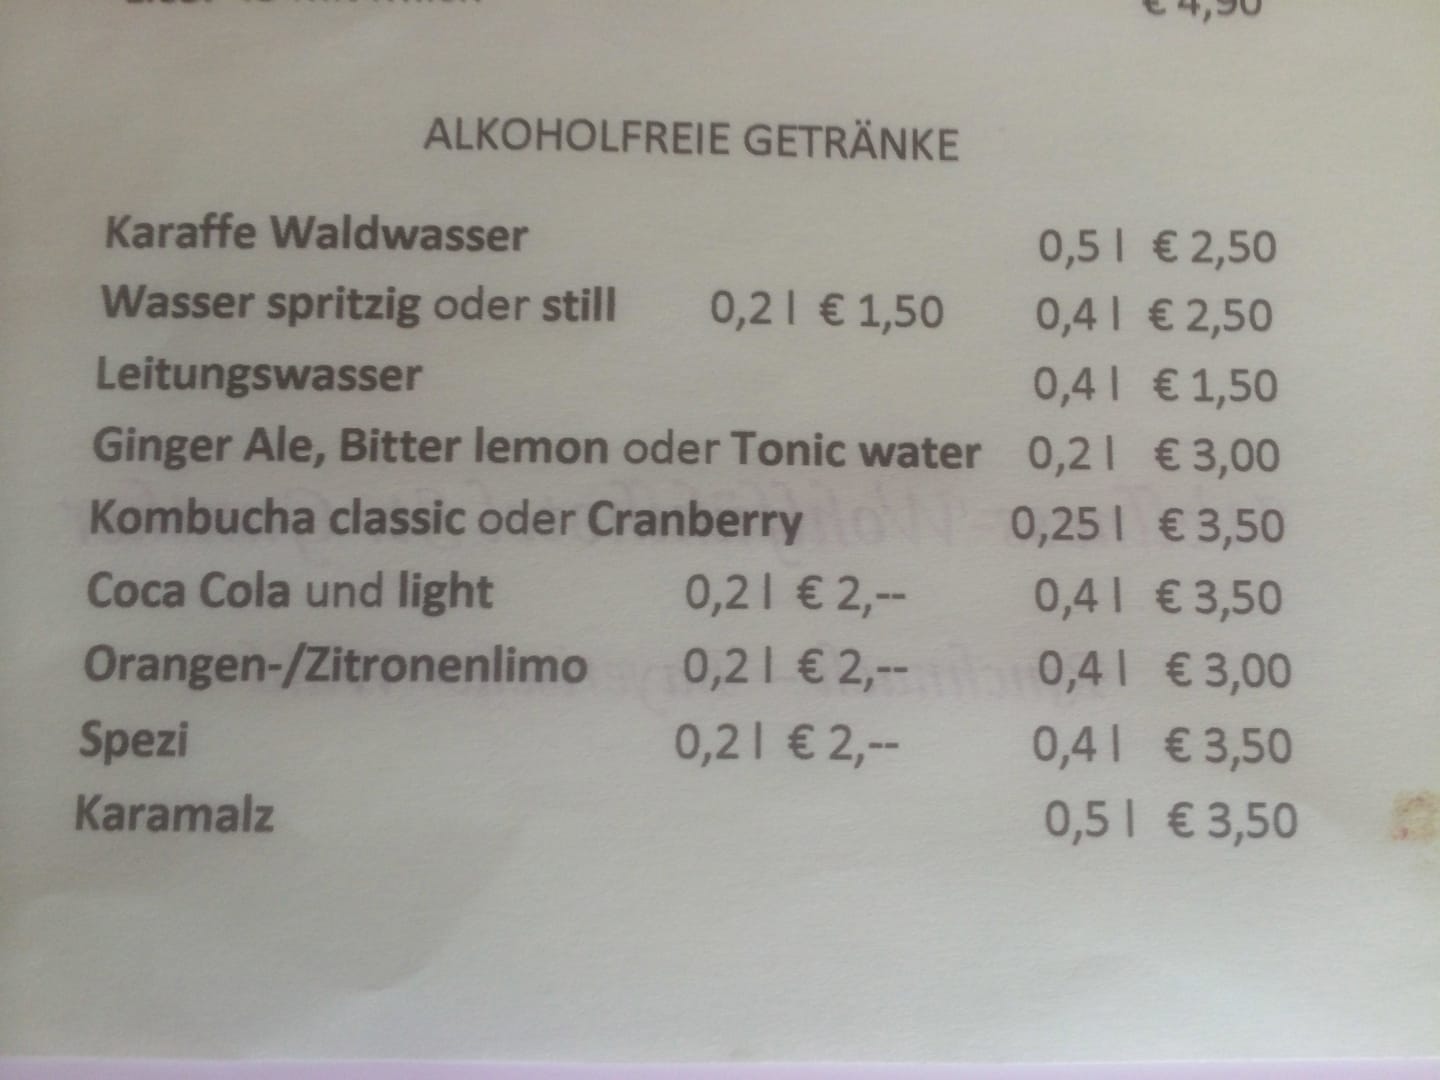 € 4,90
ALKOHOLFREIE GETRÄNKE
Karaffe Waldwasser 0,5 l € 2,50
Wasser spritzig oder still 0,2 l € 1,50 0,4 l € 2,50
Leitungswasser 0,4 l € 1,50
Ginger Ale, Bitter lemon oder Tonic water 0,2 l € 3,00
Kombucha classic oder Cranberry 0,25 l € 3,50
Coca Cola und light 0,2 l € 2,-- 0,4 l € 3,50
Orangen-/Zitronenlimo 0,2 l € 2,-- 0,4 l € 3,00
Spezi 0,2 l € 2,-- 0,4 l € 3,50
Karamalz 0,5 l € 3,50